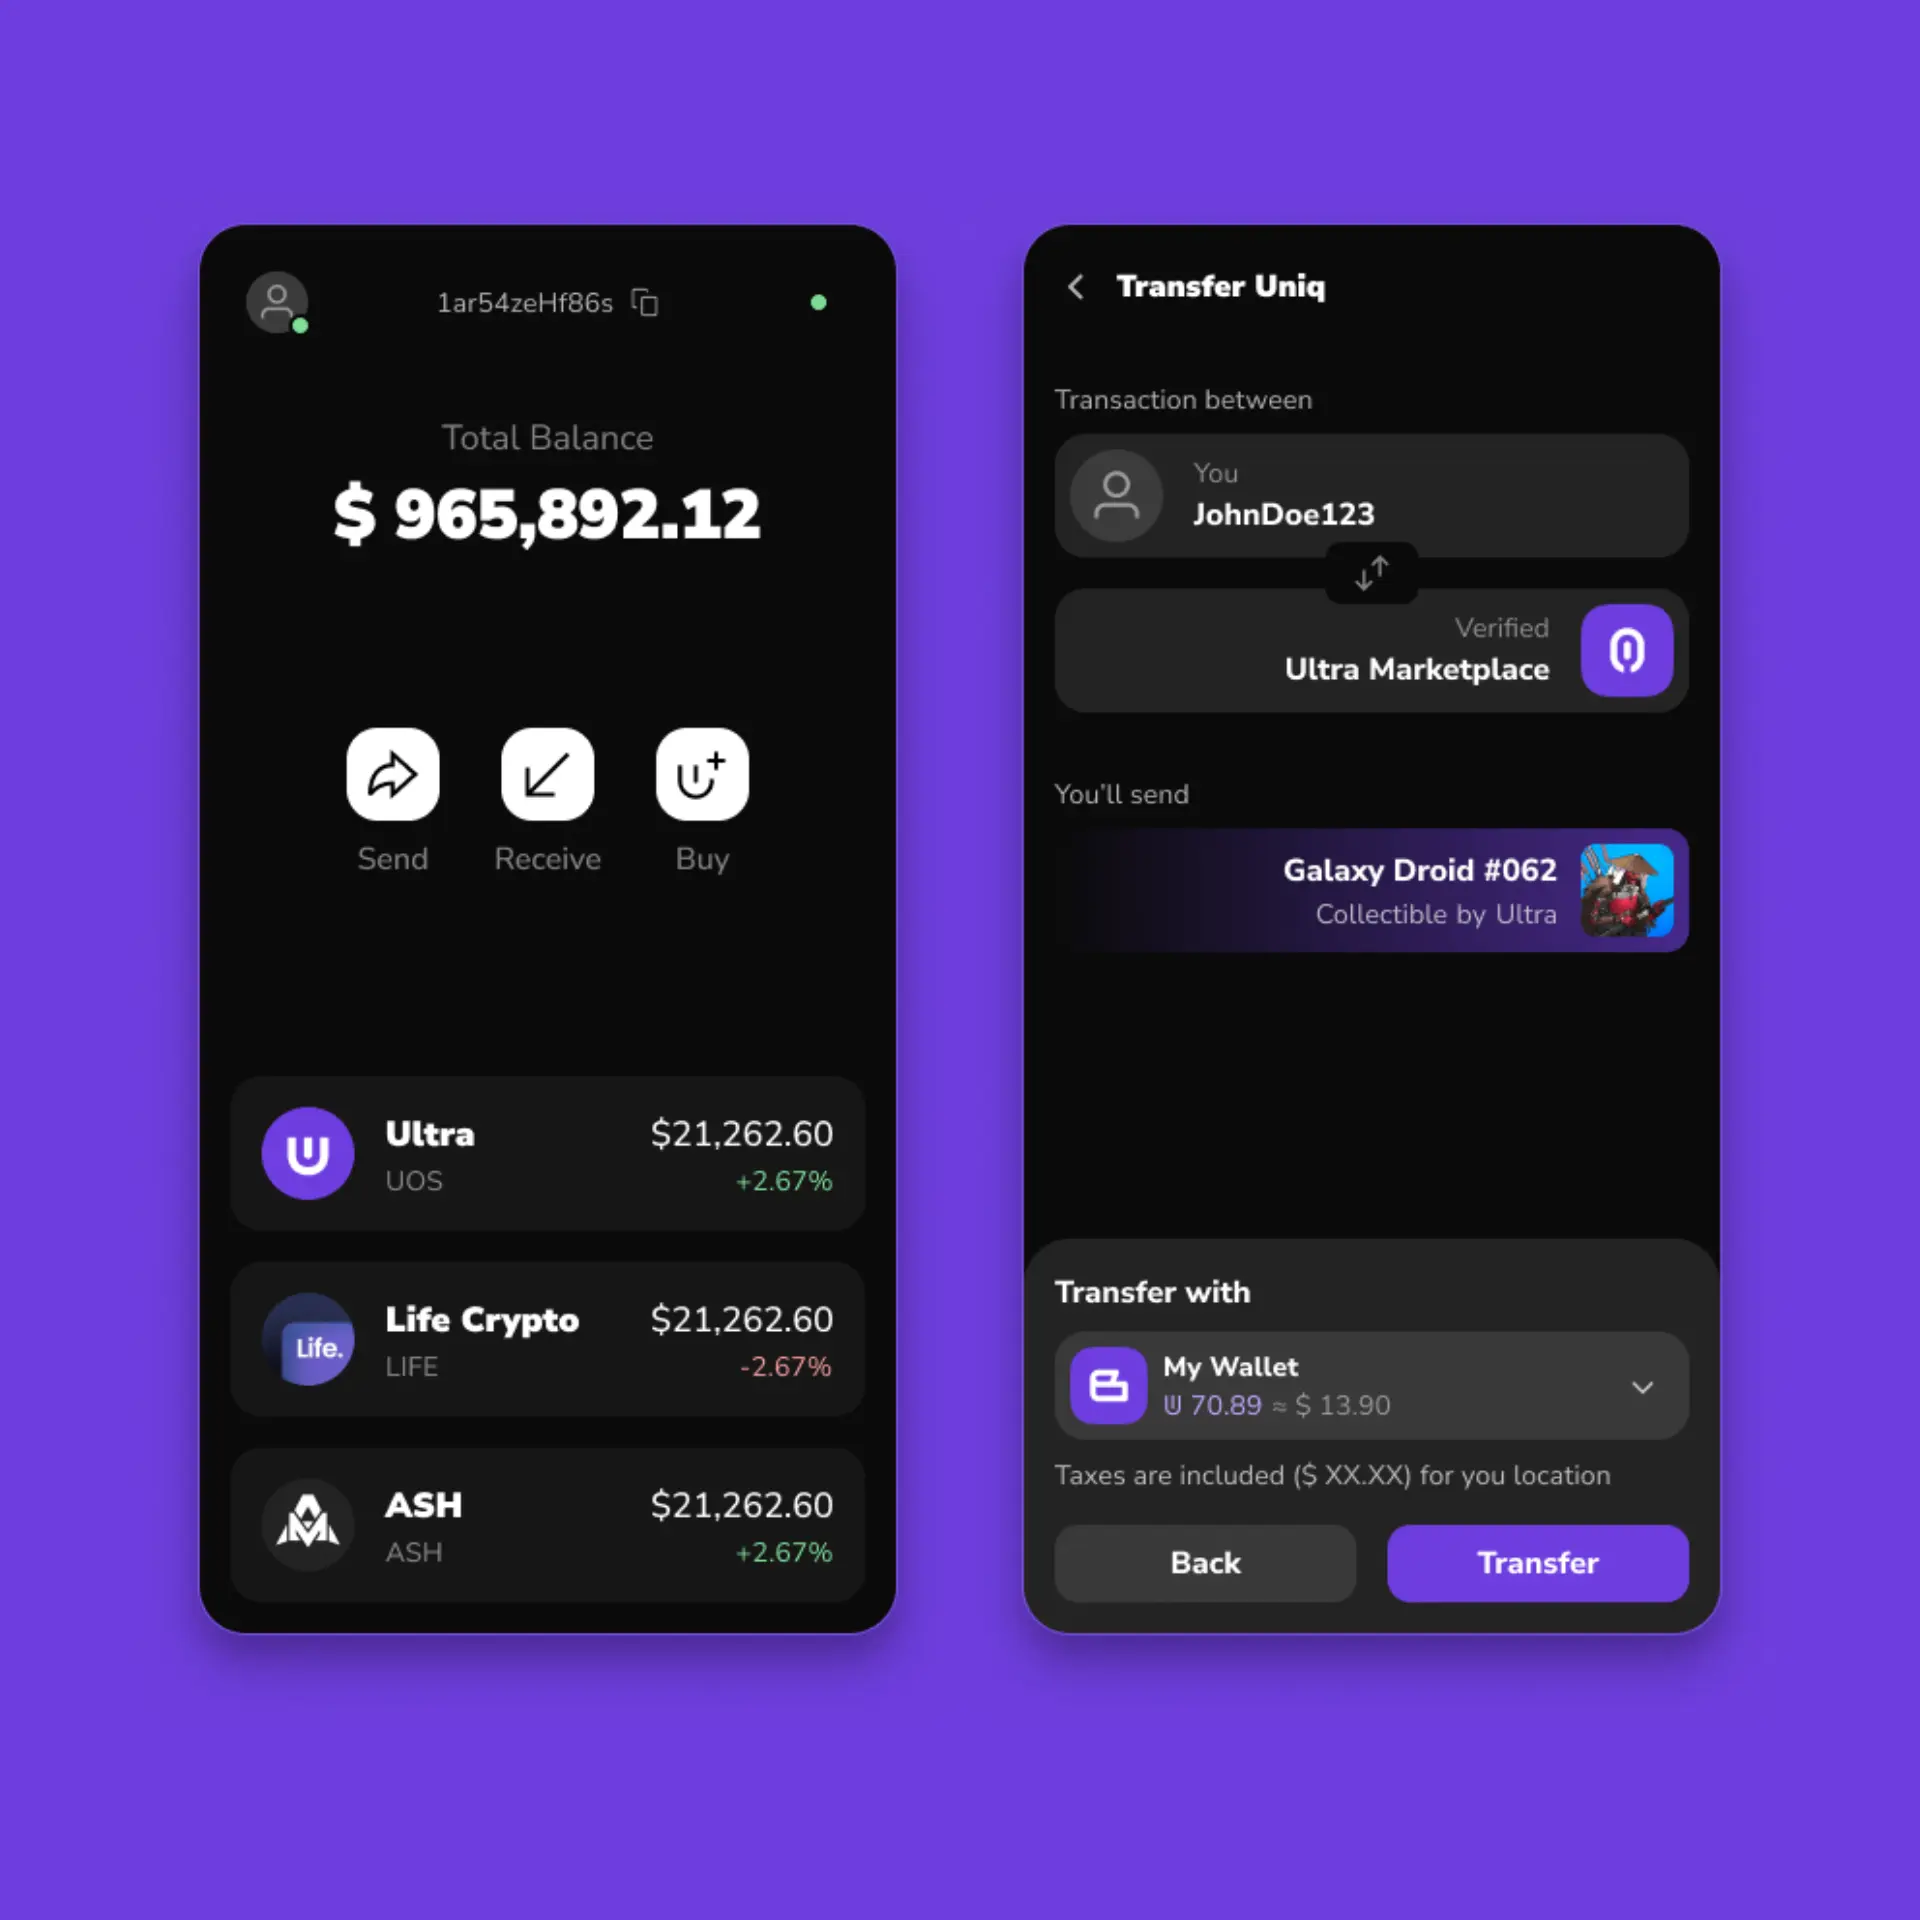 1ar54zeHf86s
Total Balance
$ 965,892.12
Send
Receive
Buy
Ultra
$21,262.60
UOS
+2.67%
Life.
Life Crypto
$21,262.60
LIFE
-2.67%
ASH
$21,262.60
ASH
+2.67%
Transfer Uniq
Transaction between
You
JohnDoe123
Verified
Ultra Marketplace
You'll send
Galaxy Droid #062
Collectible by Ultra
Transfer with
My Wallet
U 70.89 ≈ $ 13.90
Taxes are included ($ XX.XX) for you location
Back
Transfer